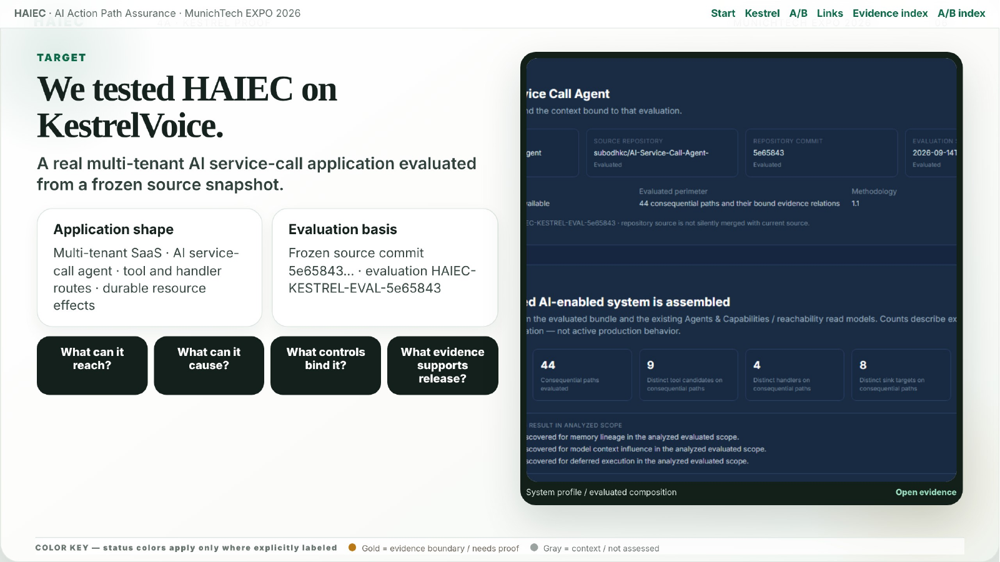 HAIEC · AI Action Path Assurance · MunichTech EXPO 2026
Start Kestrel A/B Links Evidence index A/B index
TARGET
We tested HAIEC on
KestrelVoice.
A real multi-tenant AI service-call application evaluated
from a frozen source snapshot.
Application shape
Multi-tenant SaaS · AI service-
call agent · tool and handler
routes · durable resource
effects
Evaluation basis
Frozen source commit
5e65843... · evaluation HAIEC-
KESTREL-EVAL-5e65843
What can it
reach?
What can it
cause?
What controls
bind it?
What evidence
supports
release?
vice Call Agent
nd the context bound to that evaluation.
gent
SOURCE REPOSITORY
subodhkc/AI-Service-Call-Agent-
Evaluated
REPOSITORY COMMIT
5e65843
Evaluated
EVALUATION
2026-09-14T
Evaluated
vailable
Evaluated perimeter
44 consequential paths and their bound evidence relations
Methodology
1.1
EC-KESTREL-EVAL-5e65843 · repository source is not silently merged with current source.
ed AI-enabled system is assembled
m the evaluated bundle and the existing Agents & Capabilities / reachability read models. Counts describe ex
ation — not active production behavior.
44
Consequential paths
evaluated
9
Distinct tool candidates on
consequential paths
4
Distinct handlers on
consequential paths
8
Distinct sink targets on
consequential paths
RESULT IN ANALYZED SCOPE
scovered for memory lineage in the analyzed evaluated scope.
scovered for model context influence in the analyzed evaluated scope.
scovered for deferred execution in the analyzed evaluated scope.
System profile / evaluated composition
Open evidence
COLOR KEY — status colors apply only where explicitly labeled
Gold = evidence boundary / needs proof
Gray = context / not assessed